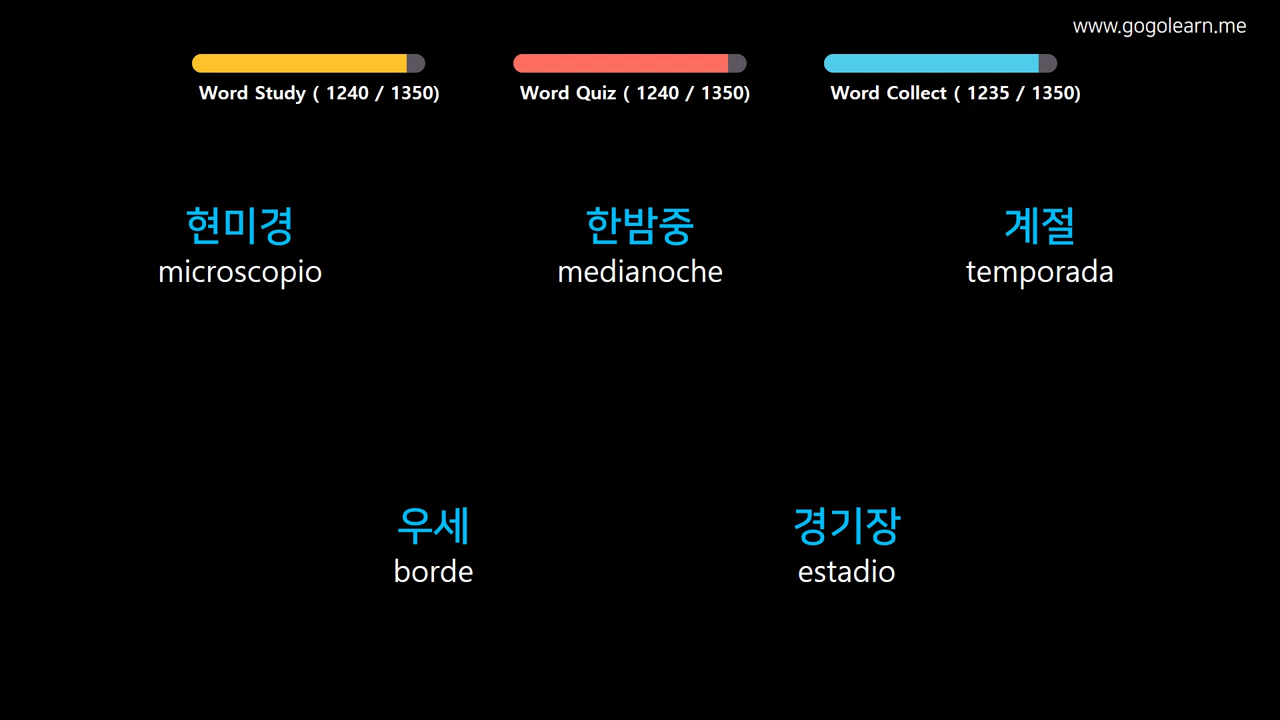 www.gogolearn.me
Word Study ( 1240 / 1350)
Word Quiz ( 1240 / 1350)
Word Collect ( 1235 / 1350)
현미경
microscopio
한밤중
medianoche
계절
temporada
우세
borde
경기장
estadio